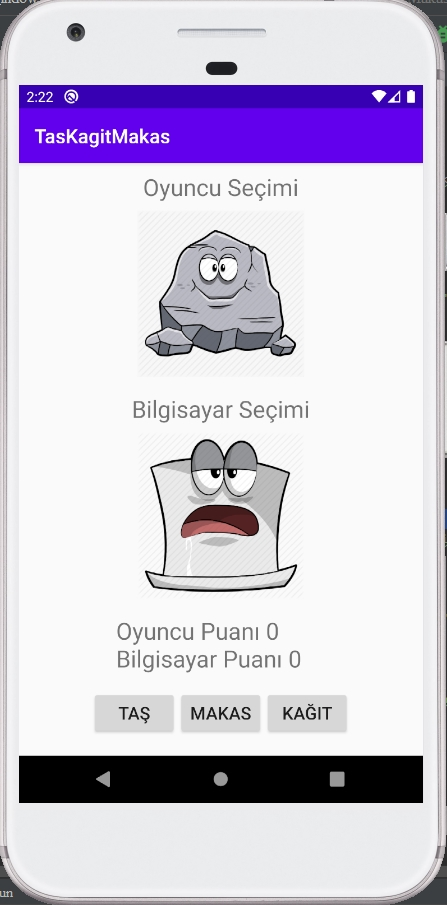 2:22
TasKagitMakas
Oyuncu Seçimi
Bilgisayar Seçimi
Oyuncu Puanı 0
Bilgisayar Puanı 0
TAŞ MAKAS KAĞIT